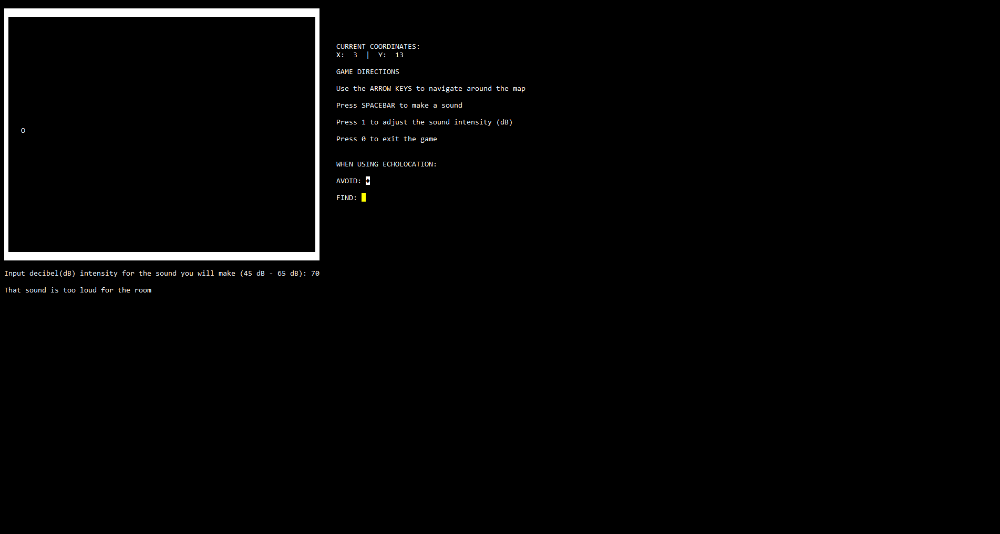 CURRENT COORDINATES:
X:  3  |  Y:  13
GAME DIRECTIONS
Use the ARROW KEYS to navigate around the map
Press SPACEBAR to make a sound
Press 1 to adjust the sound intensity (dB)
O
Press 0 to exit the game
WHEN USING ECHOLOCATION:
AVOID: ♦
FIND:
Input decibel(dB) intensity for the sound you will make (45 dB - 65 dB): 70
That sound is too loud for the room